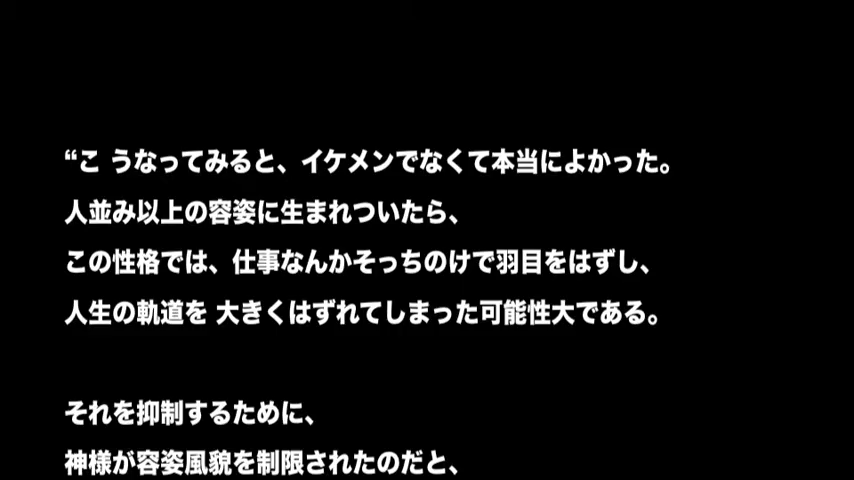 “こ うなってみると、イケメンでなくて本当によかった。
人並み以上の容姿に生まれついたら、
この性格では、仕事なんかそっちのけで羽目をはずし、
人生の軌道を 大きくはずれてしまった可能性大である。
それを抑制するために、
神様が容姿風貌を制限されたのだと、